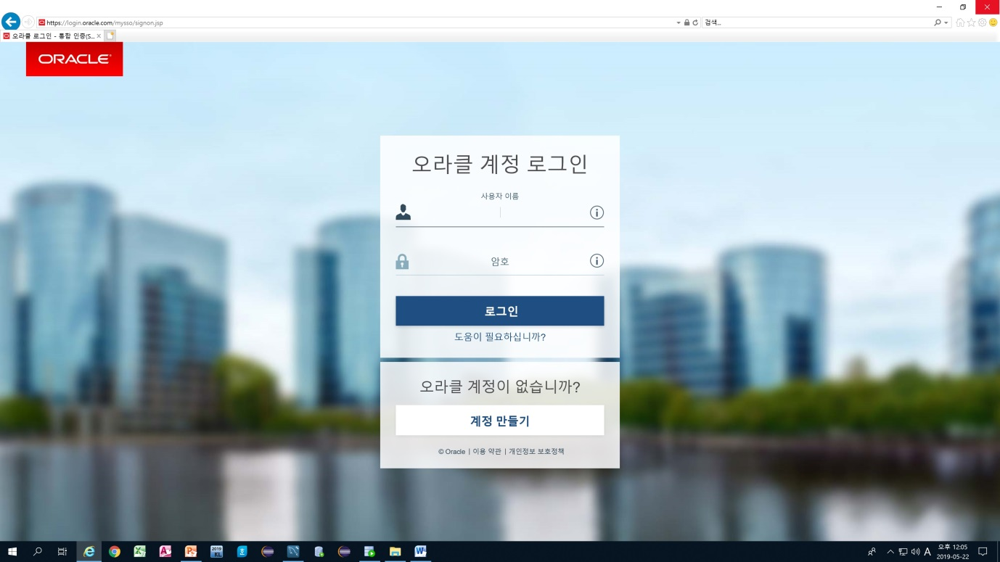 https://login.oracle.com/mysso/signon.jsp
검색...
오라클 로그인 - 통합 인증(S...
ORACLE
오라클 계정 로그인
사용자 이름
암호
로그인
도움이 필요하십니까?
오라클 계정이 없습니까?
계정 만들기
© Oracle | 이용 약관 | 개인정보 보호정책
2019
KL
A
오후 12:05
2019-05-22